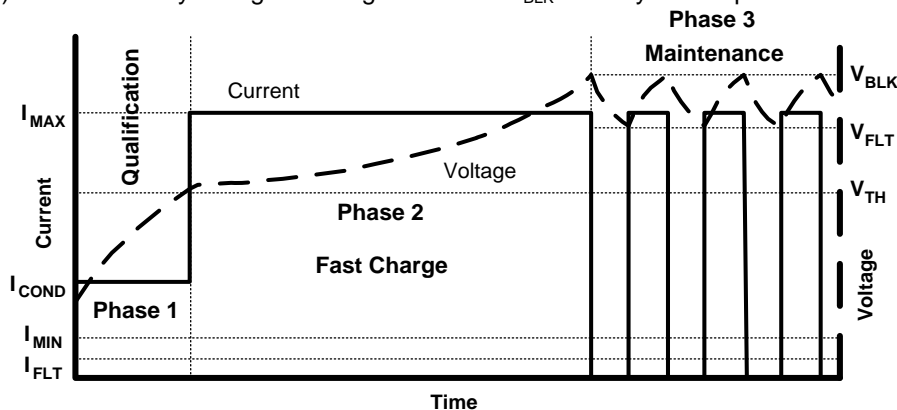 Phase 3
Maintenance
Current
Qualification
Voltage
Phase 2
Fast Charge
Phase 1
Current
I_MAX
I_COND
I_MIN
I_FLT
V_BLK
V_FLT
V_TH
Voltage
Time